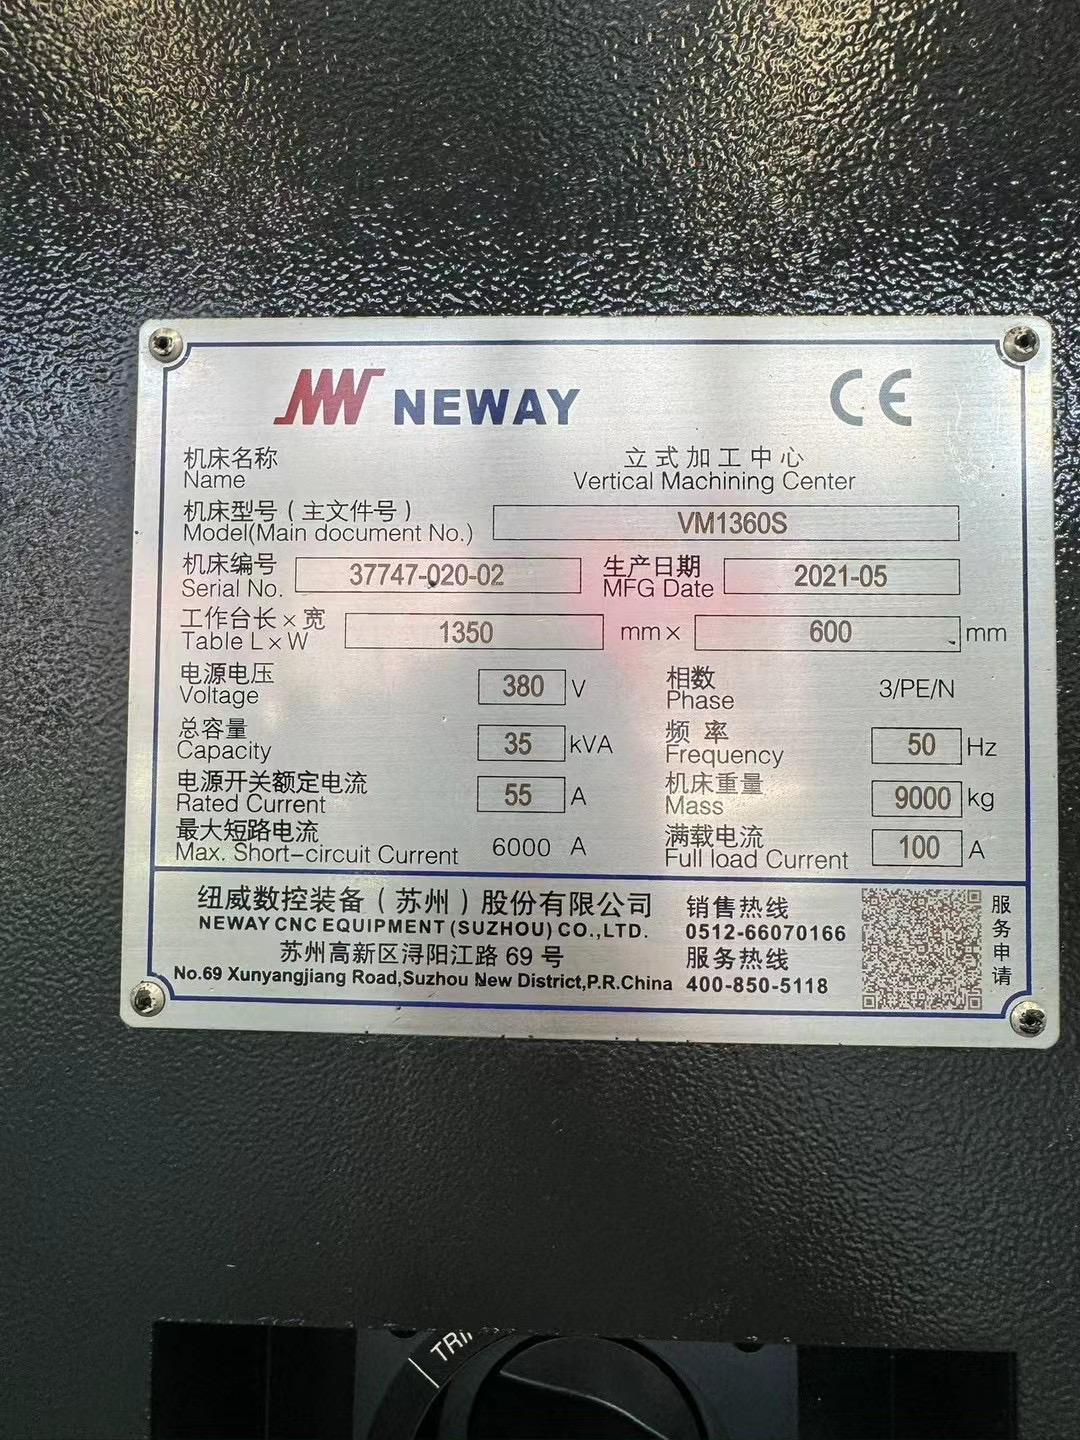 NEWAY CE
机床名称 立式加工中心
Name Vertical Machining Center
机床型号(主文件号) VM1360S
Model(Main document No.)
机床编号 37747-020-02 生产日期 2021-05
Serial No. MFG Date
工作台长×宽 1350 mm× 600 mm
Table L×W
电源电压 380 V 相数 3/PE/N
Voltage Phase
总容量 35 kVA 频率 50 Hz
Capacity Frequency
电源开关额定电流 55 A 机床重量 9000 kg
Rated Current Mass
最大短路电流 6000 A 满载电流 100 A
Max. Short-circuit Current Full load Current
纽威数控装备(苏州)股份有限公司 销售热线
NEWAY CNC EQUIPMENT (SUZHOU) CO.,LTD. 0512-66070166
苏州高新区浔阳江路 69 号 服务热线
No.69 Xunyangjiang Road,Suzhou New District,P.R.China 400-850-5118
服务申请